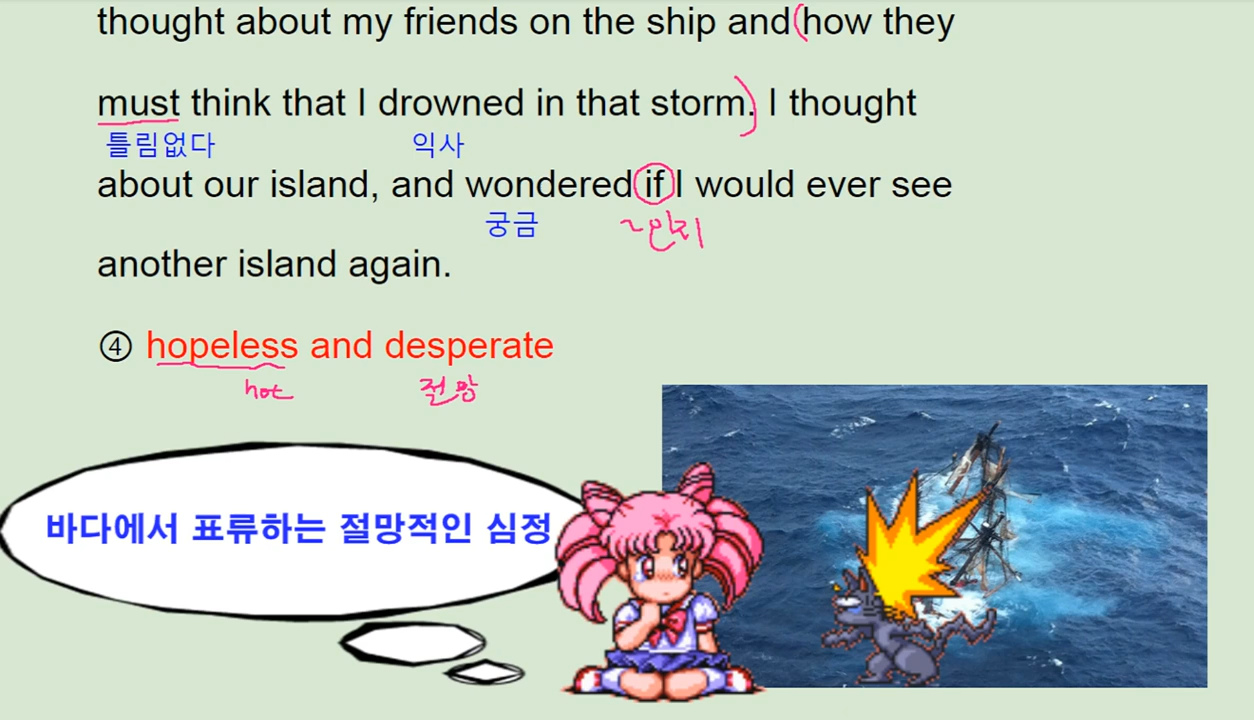 thought about my friends on the ship and (how they
must think that I drowned in that storm.) I thought
틀림없다 익사
about our island, and wondered if I would ever see
궁금 ~인지
another island again.
④ hopeless and desperate
not 절망
바다에서 표류하는 절망적인 심정